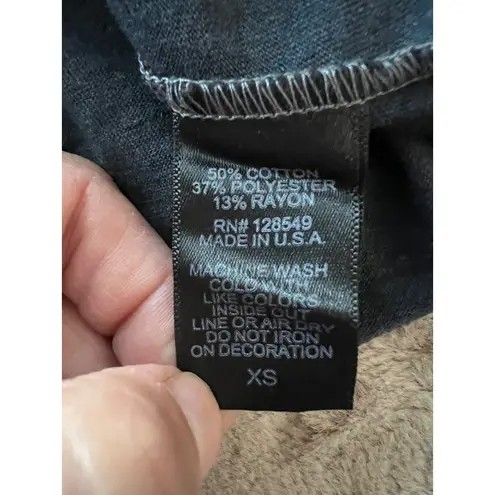 50% COTTON
37% POLYESTER
13% RAYON
RN# 128549
MADE IN U.S.A.
MACHINE WASH
COLD WITH
LIKE COLORS
INSIDE OUT
LINE OR AIR DRY
DO NOT IRON
ON DECORATION
XS